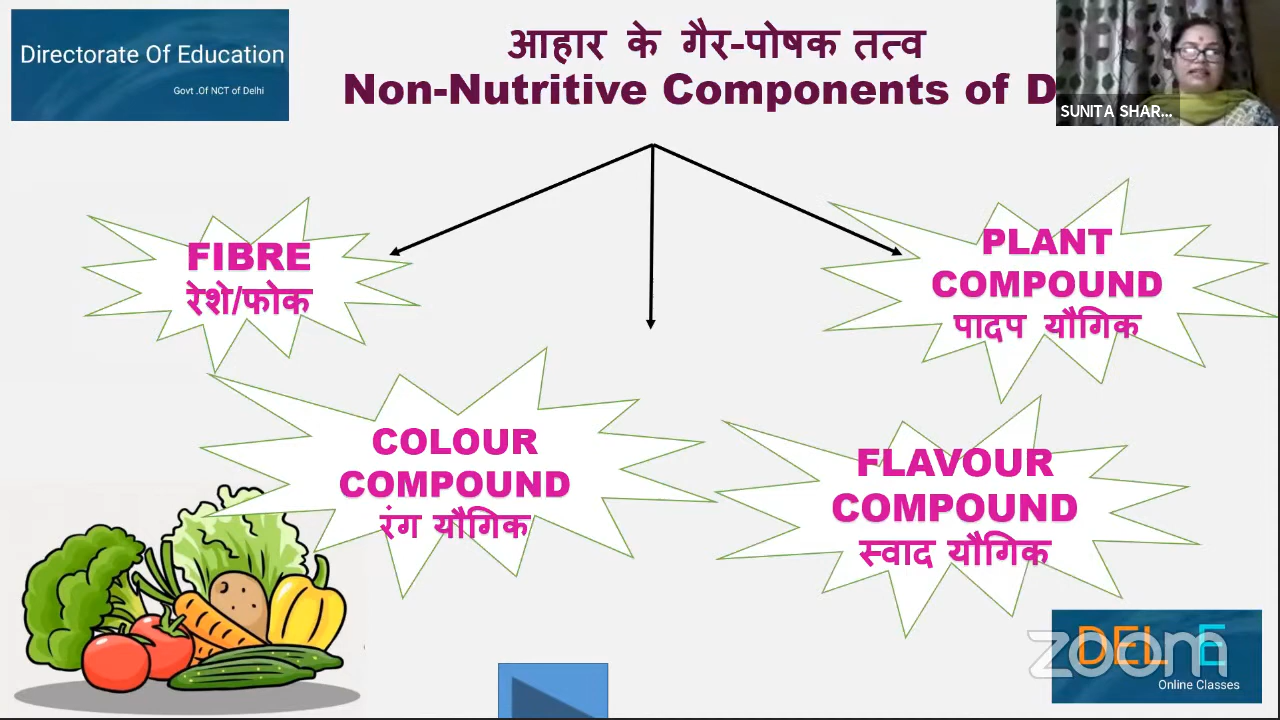 Directorate Of Education
Govt .Of NCT of Delhi
आहार के गैर-पोषक तत्व
Non-Nutritive Components of D
SUNITA SHAR...
FIBRE
रेशे/फोक
PLANT
COMPOUND
पादप यौगिक
COLOUR
COMPOUND
रंग यौगिक
FLAVOUR
COMPOUND
स्वाद यौगिक
zoom
DEL E
Online Classes